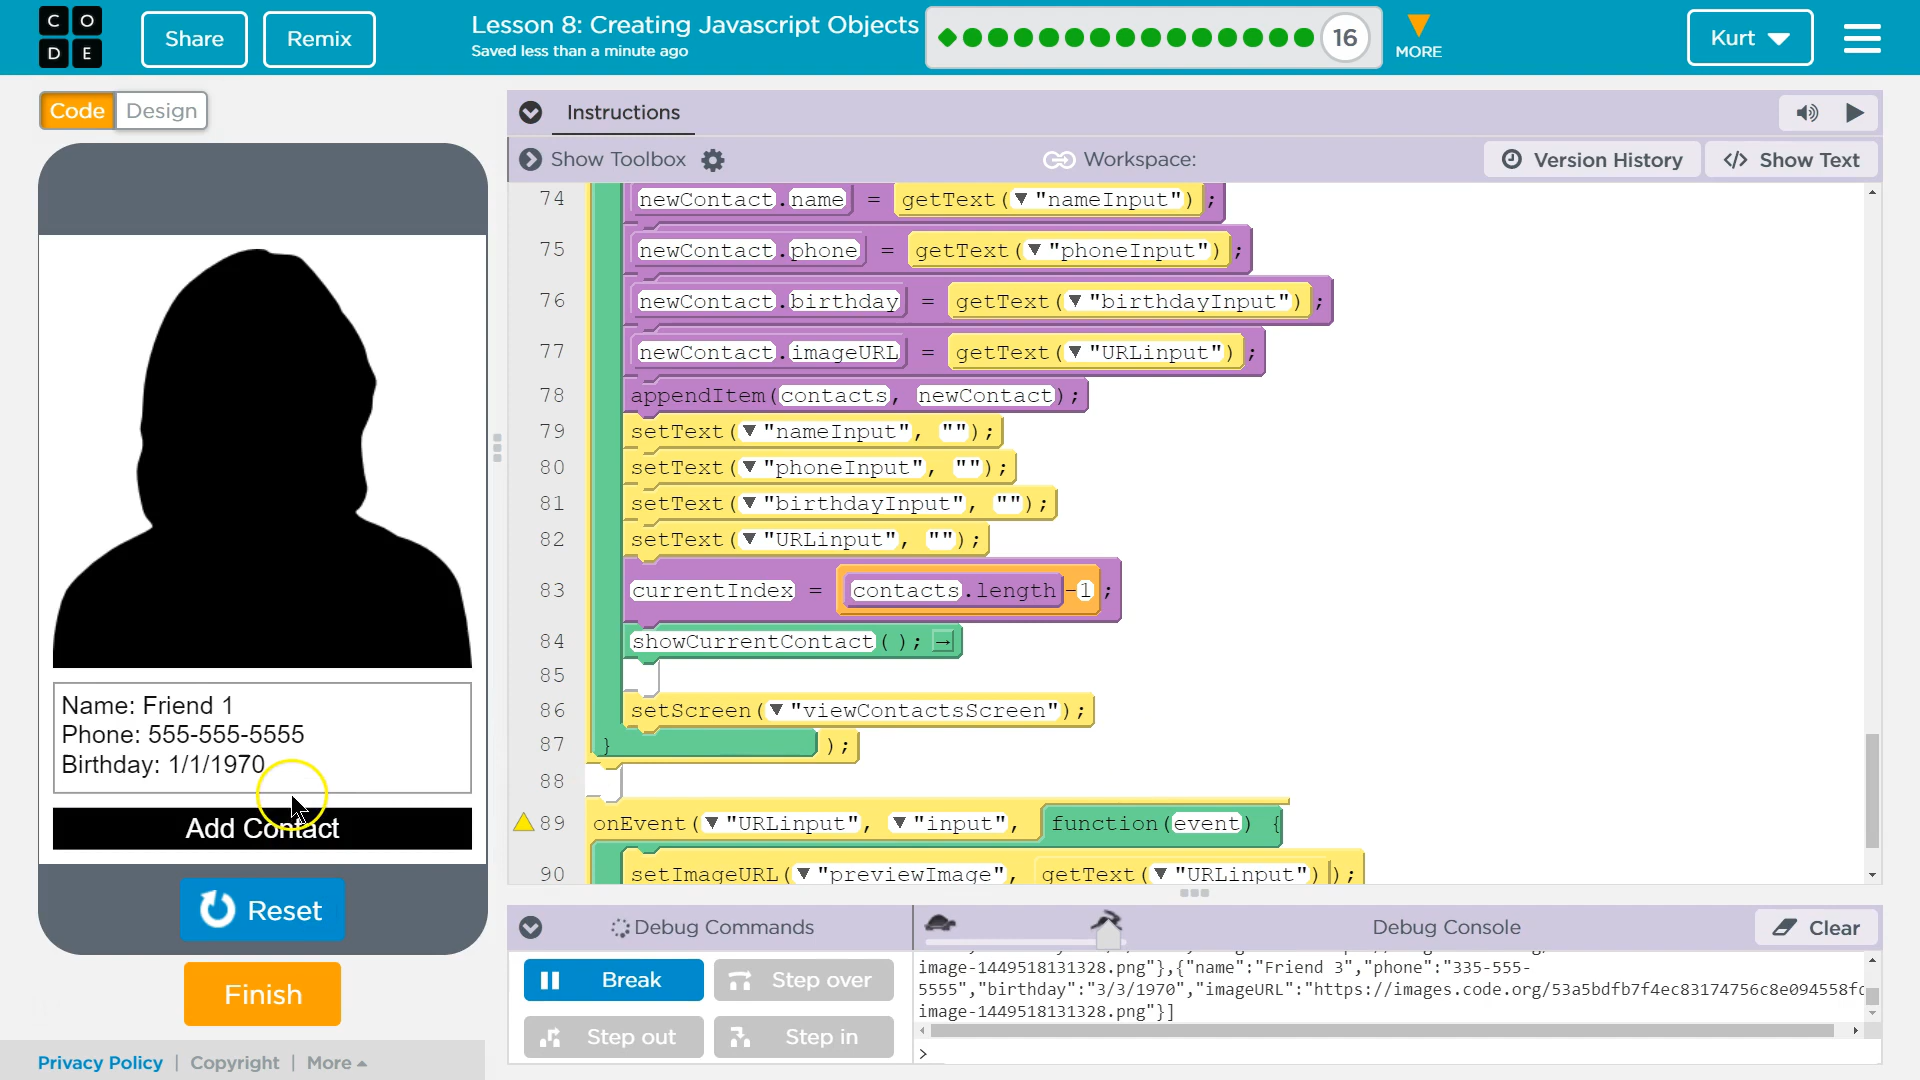 CODE
Share
Remix
Lesson 8: Creating Javascript Objects
Saved less than a minute ago
16
MORE
Kurt
Code
Design
Instructions
Show Toolbox
Workspace:
Version History
</> Show Text
74 newContact.name = getText(▼"nameInput");
75 newContact.phone = getText(▼"phoneInput");
76 newContact.birthday = getText(▼"birthdayInput");
77 newContact.imageURL = getText(▼"URLinput");
78 appendItem(contacts, newContact);
79 setText(▼"nameInput", "");
80 setText(▼"phoneInput", "");
81 setText(▼"birthdayInput", "");
82 setText(▼"URLinput", "");
83 currentIndex = contacts.length-1;
84 showCurrentContact(); →
85
86 setScreen(▼"viewContactsScreen");
87 } );
88
89 onEvent(▼"URLinput", ▼"input", function(event) {
90 setImageURL(▼"previewImage", getText(▼"URLinput"));
Name: Friend 1
Phone: 555-555-5555
Birthday: 1/1/1970
Add Contact
Reset
Finish
Debug Commands
Debug Console
Clear
Break
Step over
Step out
Step in
image-1449518131328.png"},{"name":"Friend 3","phone":"335-555-
5555","birthday":"3/3/1970","imageURL":"https://images.code.org/53a5bdfb7f4ec83174756c8e094558fc
image-1449518131328.png"}]
>
Privacy Policy | Copyright | More